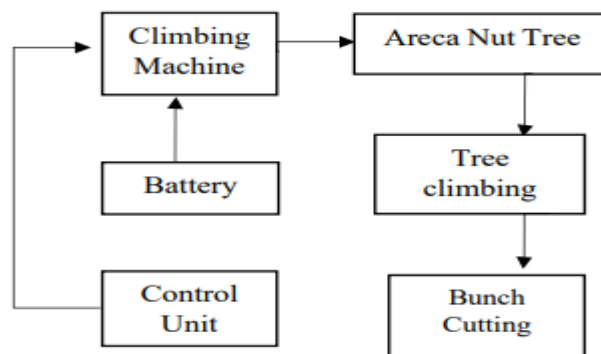 Climbing
Machine
Areca Nut Tree
Battery
Tree
climbing
Control
Unit
Bunch
Cutting